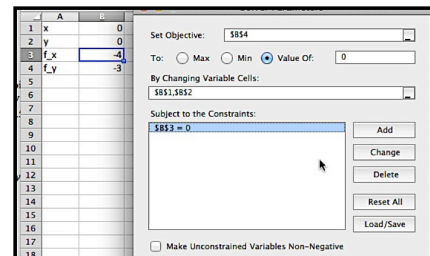 A B
1 x 0
2 y 0
3 f_x -4
4 f_y -3
5
6
7
8
9
10
11
12
13
14
15
16
17
18
Set Objective: $B$4
To: Max Min Value Of: 0
By Changing Variable Cells:
$B$1,$B$2
Subject to the Constraints:
$B$3 = 0
Add
Change
Delete
Reset All
Load/Save
Make Unconstrained Variables Non-Negative